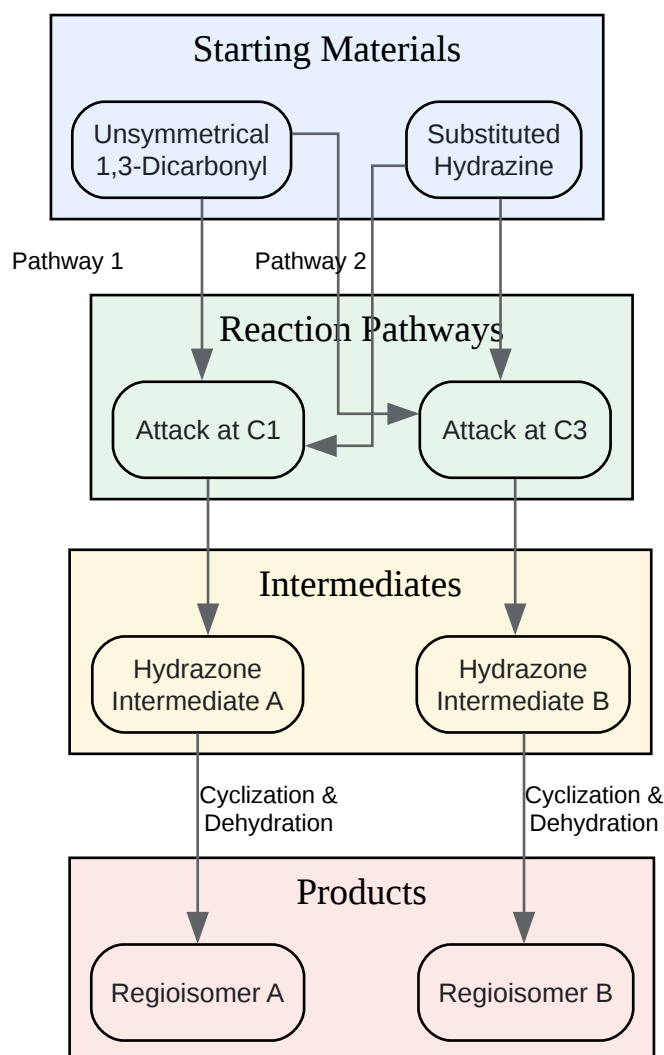 Starting Materials
Unsymmetrical
1,3-Dicarbonyl
Substituted
Hydrazine
Pathway 1
Pathway 2
Reaction Pathways
Attack at C1
Attack at C3
Intermediates
Hydrazone
Intermediate A
Hydrazone
Intermediate B
Cyclization &
Dehydration
Cyclization &
Dehydration
Products
Regioisomer A
Regioisomer B